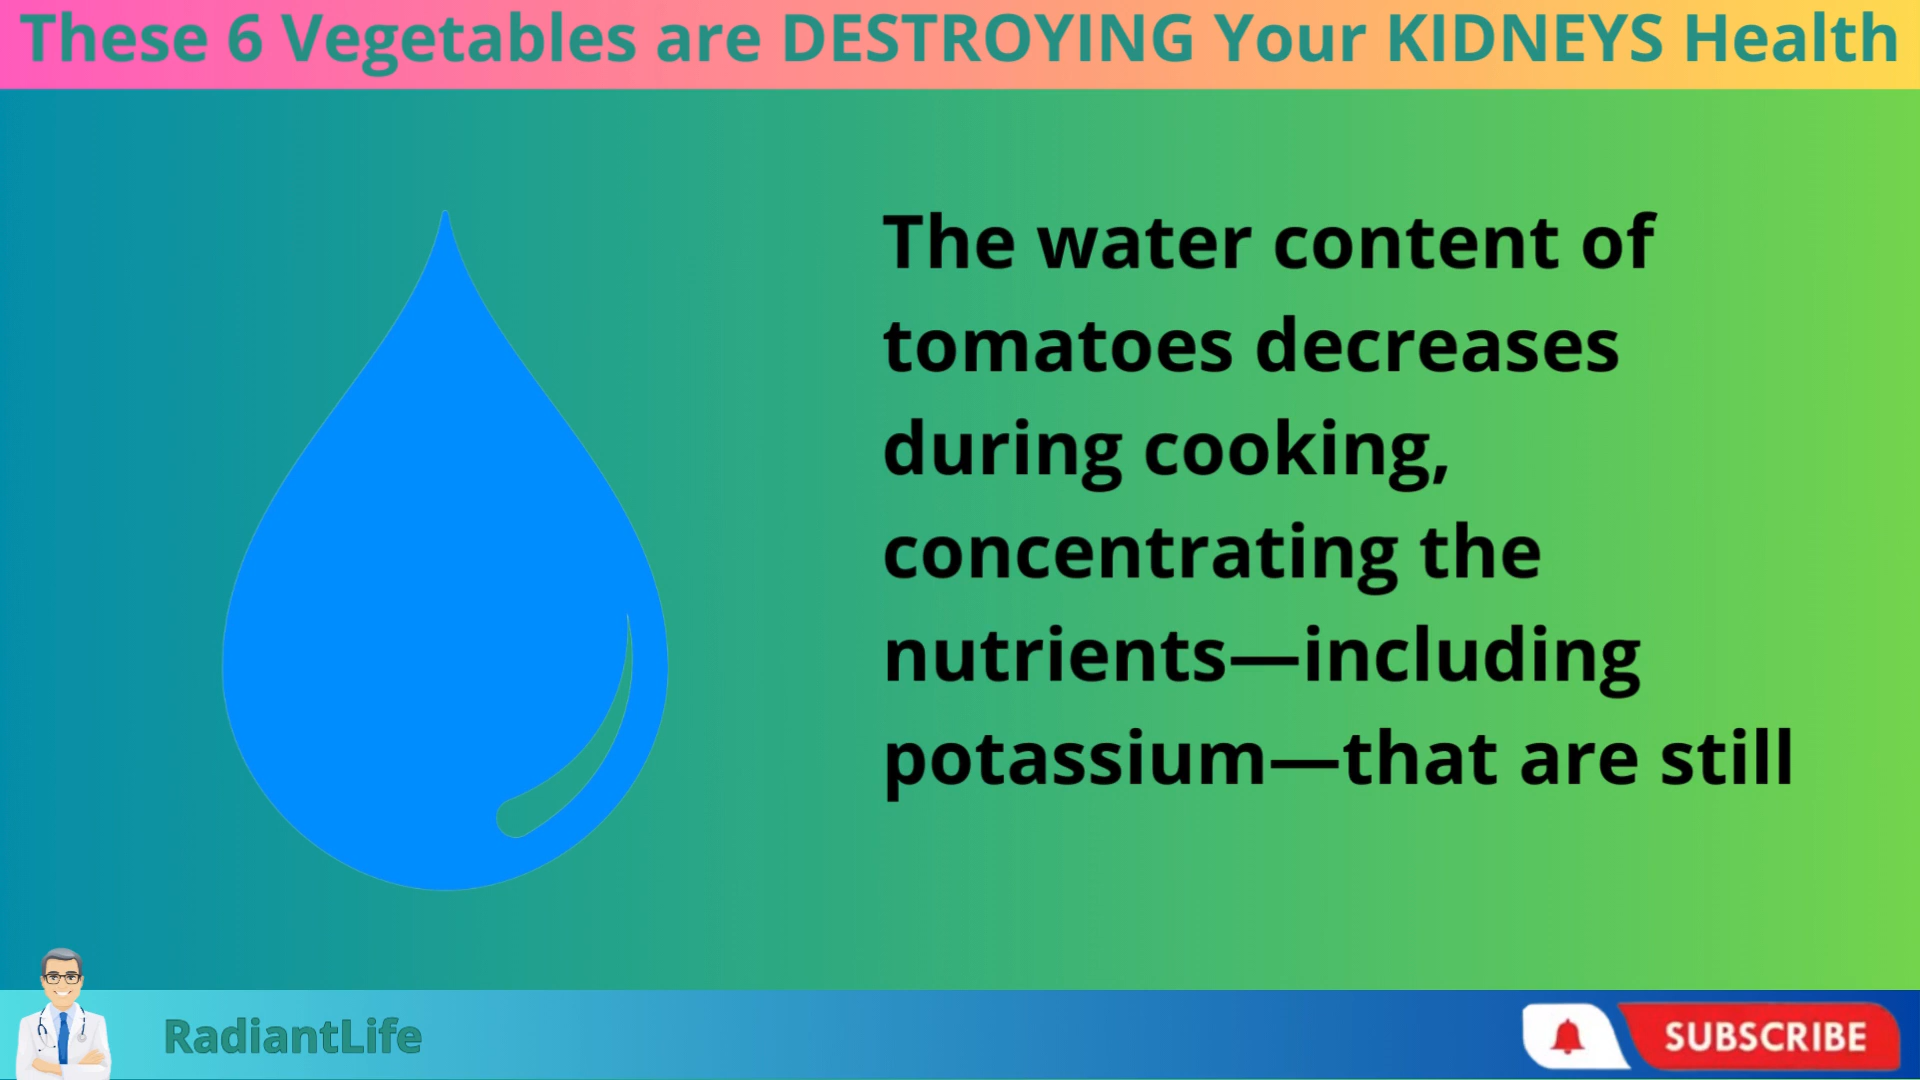 These 6 Vegetables are DESTROYING Your KIDNEYS Health
The water content of
tomatoes decreases
during cooking,
concentrating the
nutrients—including
potassium—that are still
RadiantLife
SUBSCRIBE